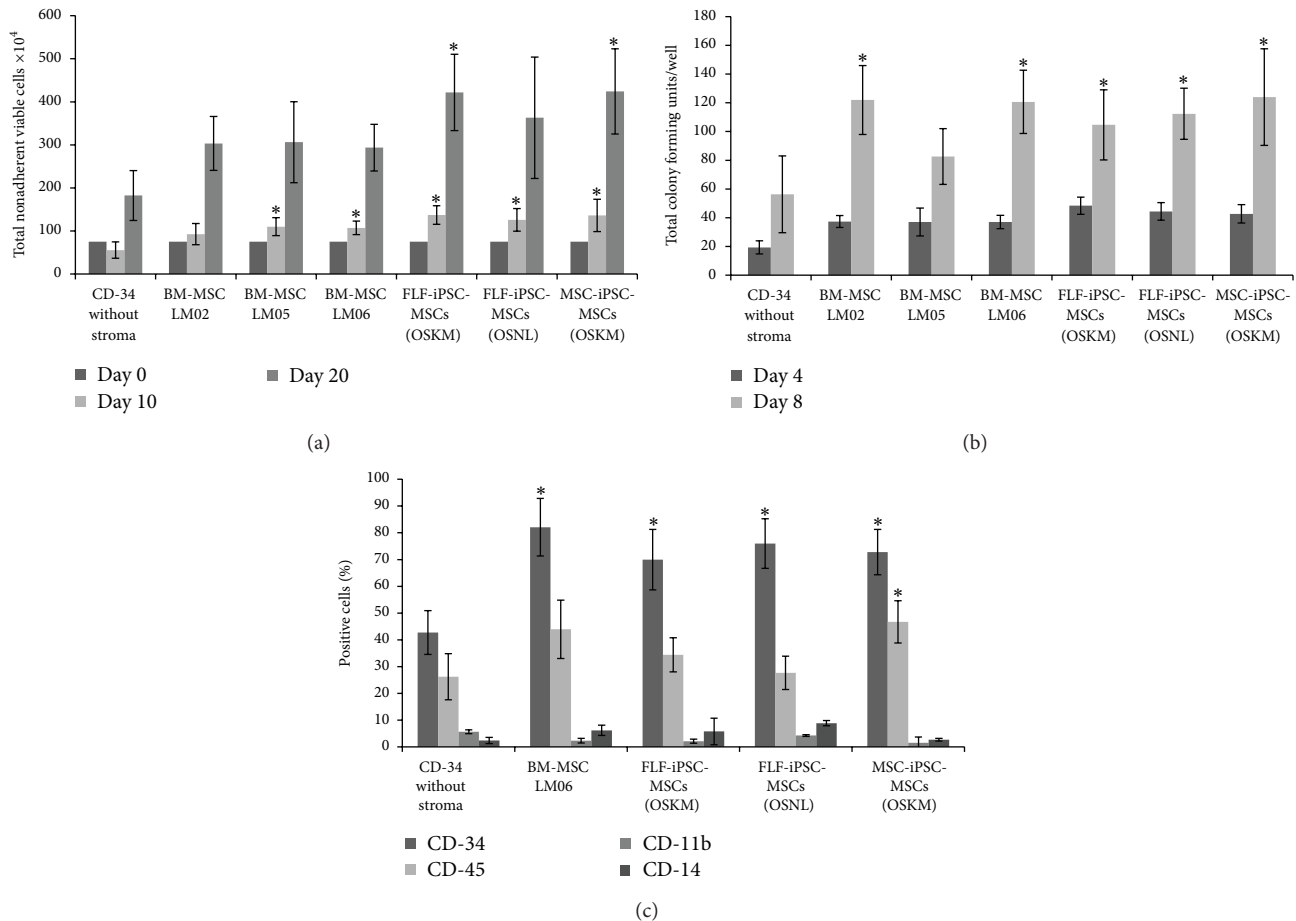 Total nonadherent viable cells ×10⁴
600
500
400
300
200
100
0
*
*
*
*
*
*
*
CD-34
without
stroma
BM-MSC
LM02
BM-MSC
LM05
BM-MSC
LM06
FLF-iPSC-
MSCs
(OSKM)
FLF-iPSC-
MSCs
(OSNL)
MSC-iPSC-
MSCs
(OSKM)
Day 0
Day 10
Day 20
(a)
Total colony forming units/well
180
160
140
120
100
80
60
40
20
0
*
*
*
*
*
CD-34
without
stroma
BM-MSC
LM02
BM-MSC
LM05
BM-MSC
LM06
FLF-iPSC-
MSCs
(OSKM)
FLF-iPSC-
MSCs
(OSNL)
MSC-iPSC-
MSCs
(OSKM)
Day 4
Day 8
(b)
Positive cells (%)
100
90
80
70
60
50
40
30
20
10
0
*
*
*
*
*
CD-34
without
stroma
BM-MSC
LM06
FLF-iPSC-
MSCs
(OSKM)
FLF-iPSC-
MSCs
(OSNL)
MSC-iPSC-
MSCs
(OSKM)
CD-34
CD-45
CD-11b
CD-14
(c)